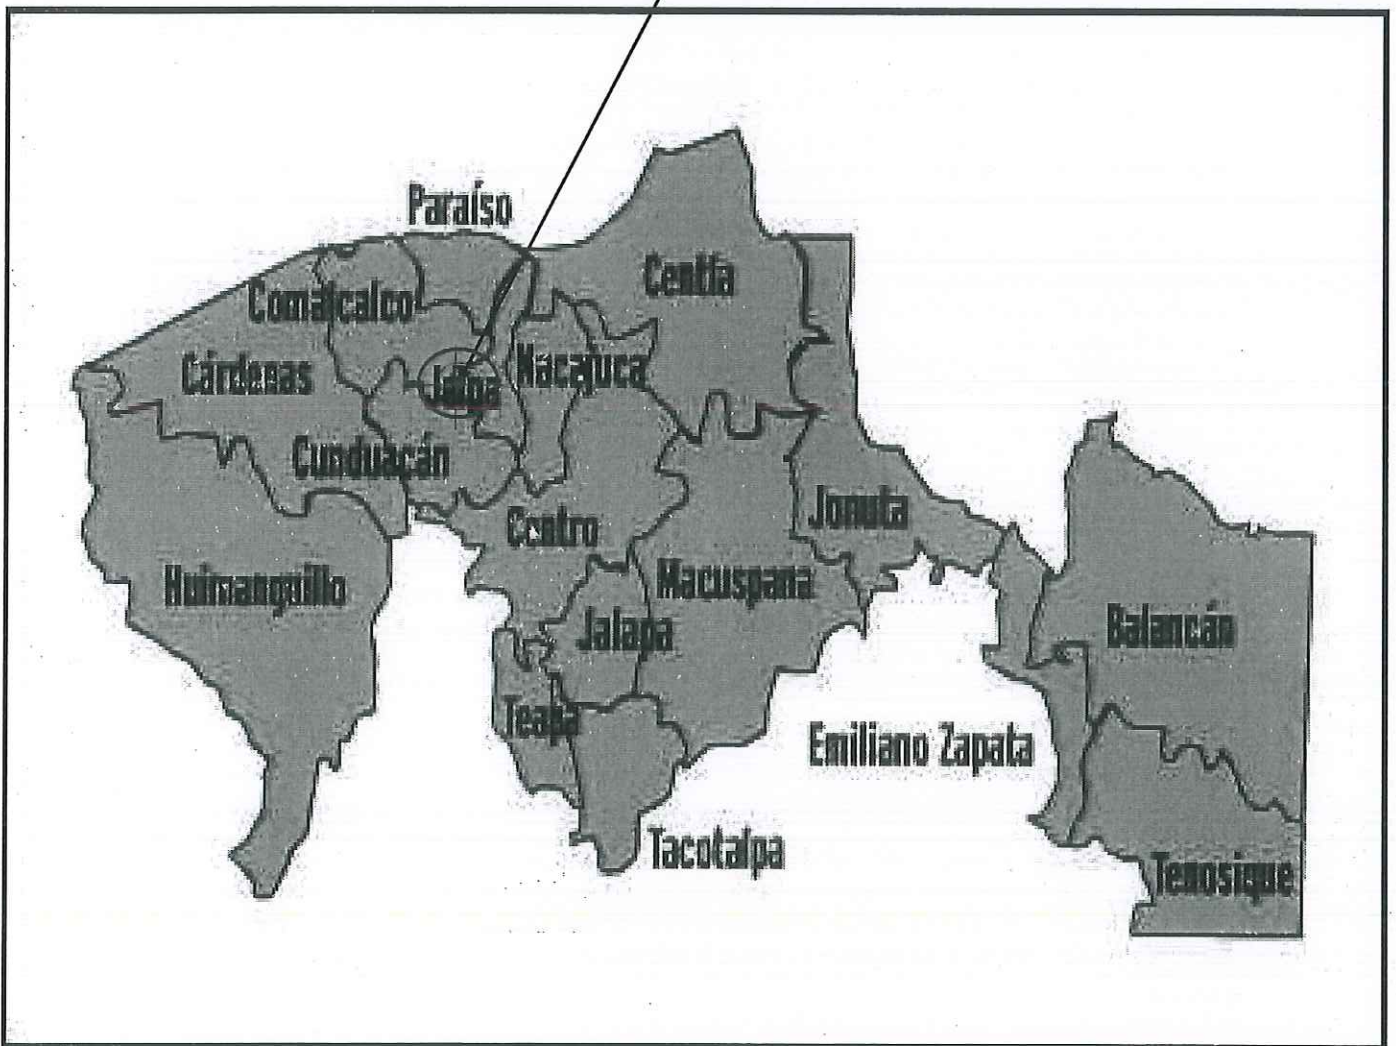 Paraíso
Centla
Comalcalco
Cárdenas
Jalpa
Nacajuca
Cunduacán
Centro
Jonuta
Huimanguillo
Macuspana
Jalapa
Balancán
Teapa
Emiliano Zapata
Tacotalpa
Tenosique